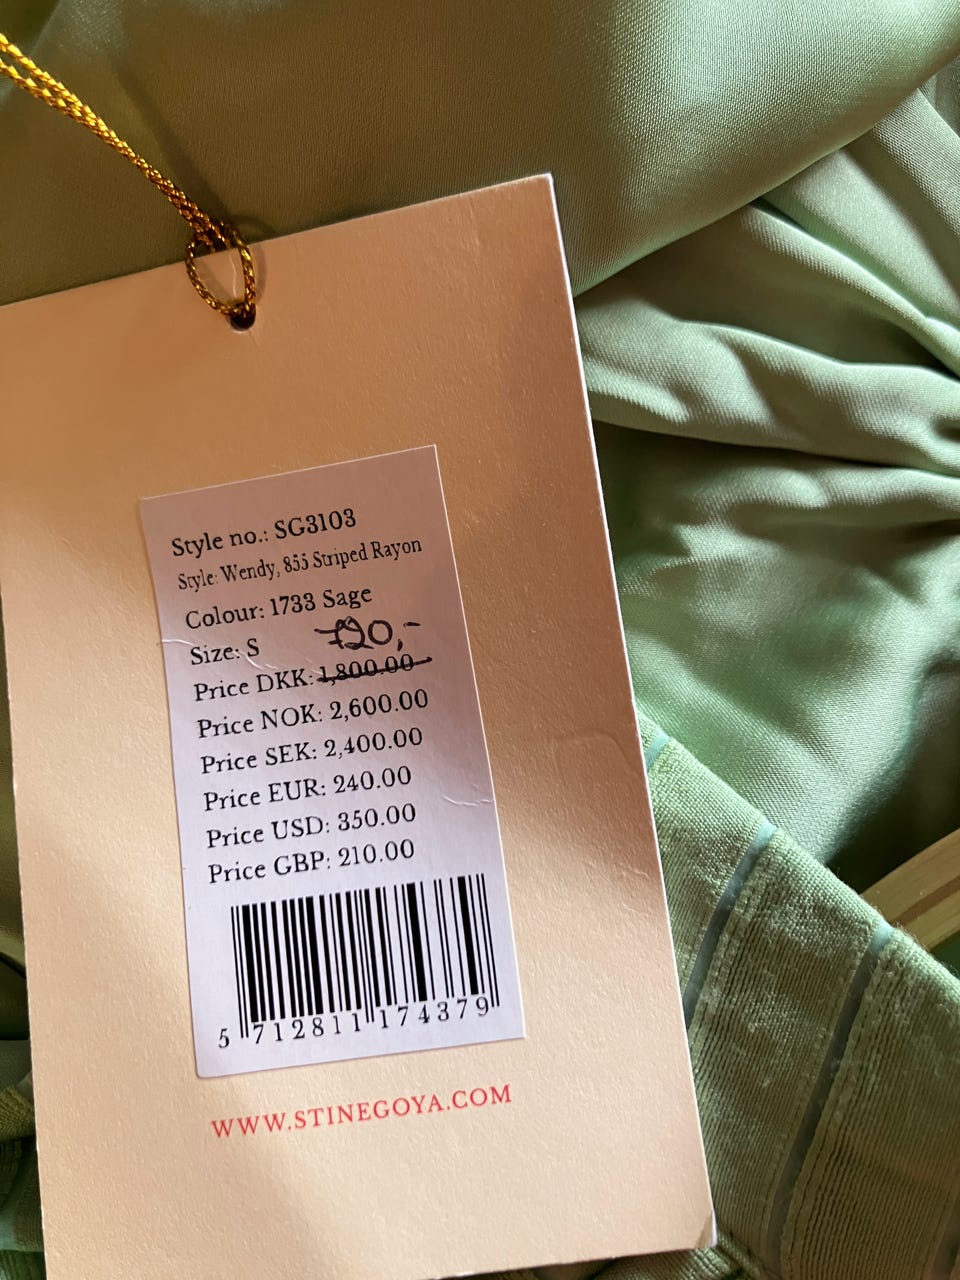 Style no.: SG3103
Style: Wendy, 855 Striped Rayon
Colour: 1733 Sage
Size: S
720,-
Price DKK: 1,800.00
Price NOK: 2,600.00
Price SEK: 2,400.00
Price EUR: 240.00
Price USD: 350.00
Price GBP: 210.00
5 712811 174379
WWW.STINEGOYA.COM